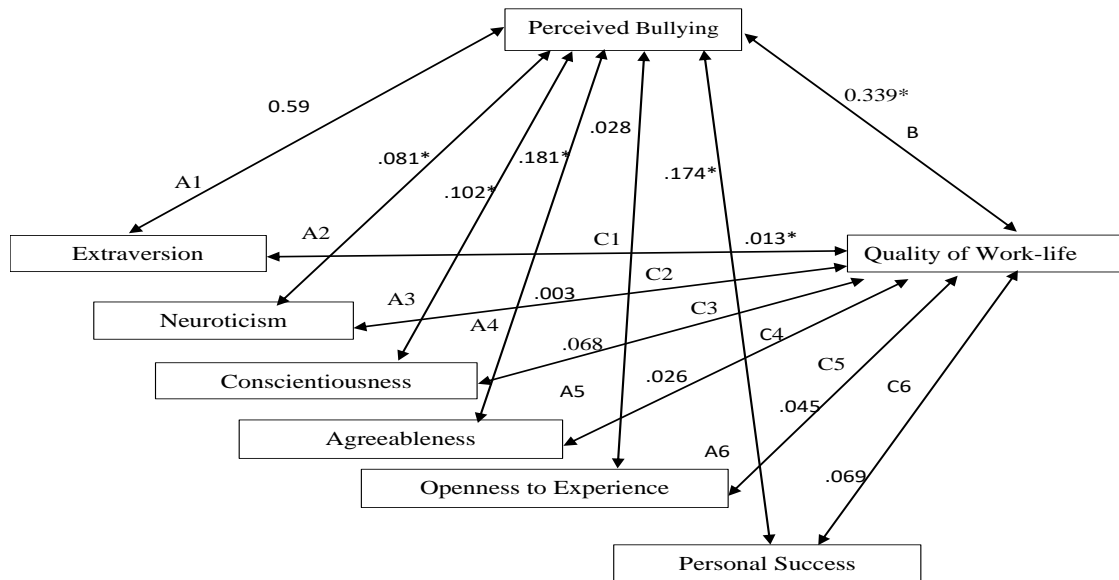 Perceived Bullying
0.59
0.339*
B
.028
.081*
.181*
.102*
.174*
A1
A2
C1
.013*
Extraversion
Quality of Work-life
C2
.003
A3
Neuroticism
C3
A4
.068
C4
C5
Conscientiousness
.026
A5
C6
.045
Agreeableness
A6
.069
Openness to Experience
Personal Success